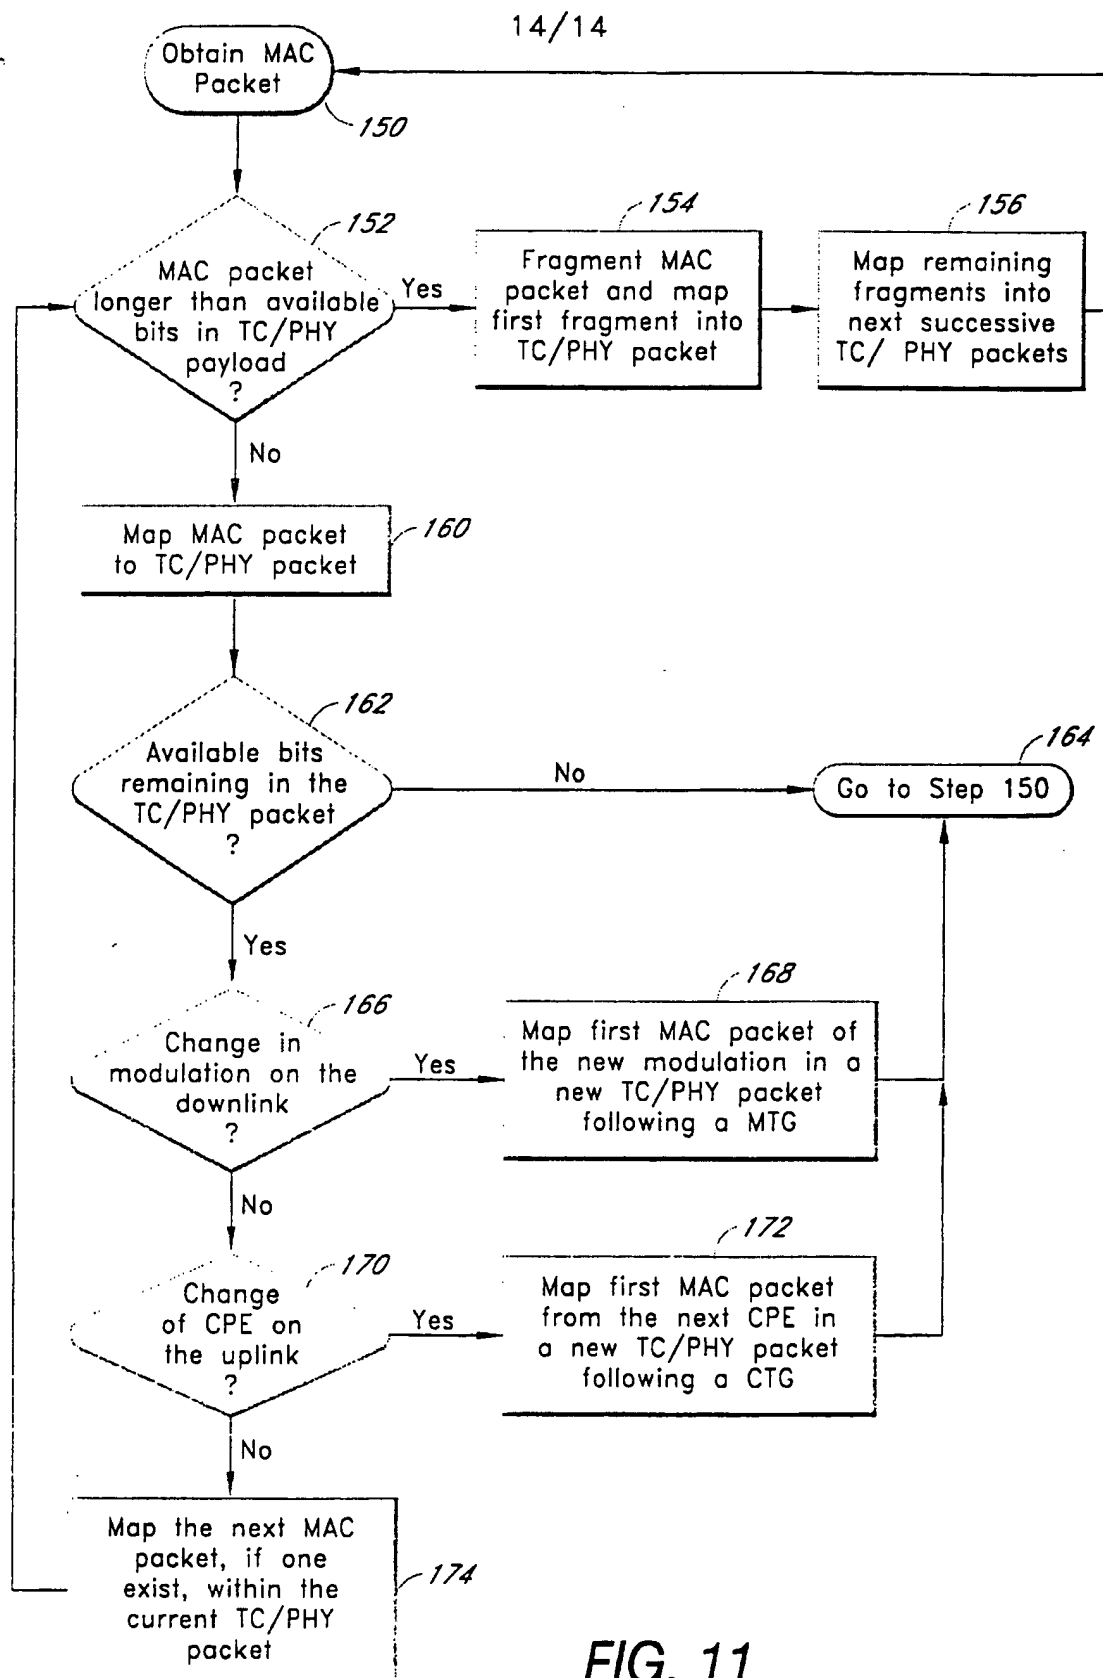 14/14
Obtain MAC
Packet
150
152
MAC packet
longer than available
bits in TC/PHY
payload
?
Yes
154
Fragment MAC
packet and map
first fragment into
TC/PHY packet
156
Map remaining
fragments into
next successive
TC/ PHY packets
No
Map MAC packet
to TC/PHY packet
160
162
Available bits
remaining in the
TC/PHY packet
?
No
164
Go to Step 150
Yes
166
Change in
modulation on the
downlink
?
Yes
168
Map first MAC packet of
the new modulation in a
new TC/PHY packet
following a MTG
No
170
Change
of CPE on
the uplink
?
Yes
172
Map first MAC packet
from the next CPE in
a new TC/PHY packet
following a CTG
No
Map the next MAC
packet, if one
exist, within the
current TC/PHY
packet
174
FIG. 11